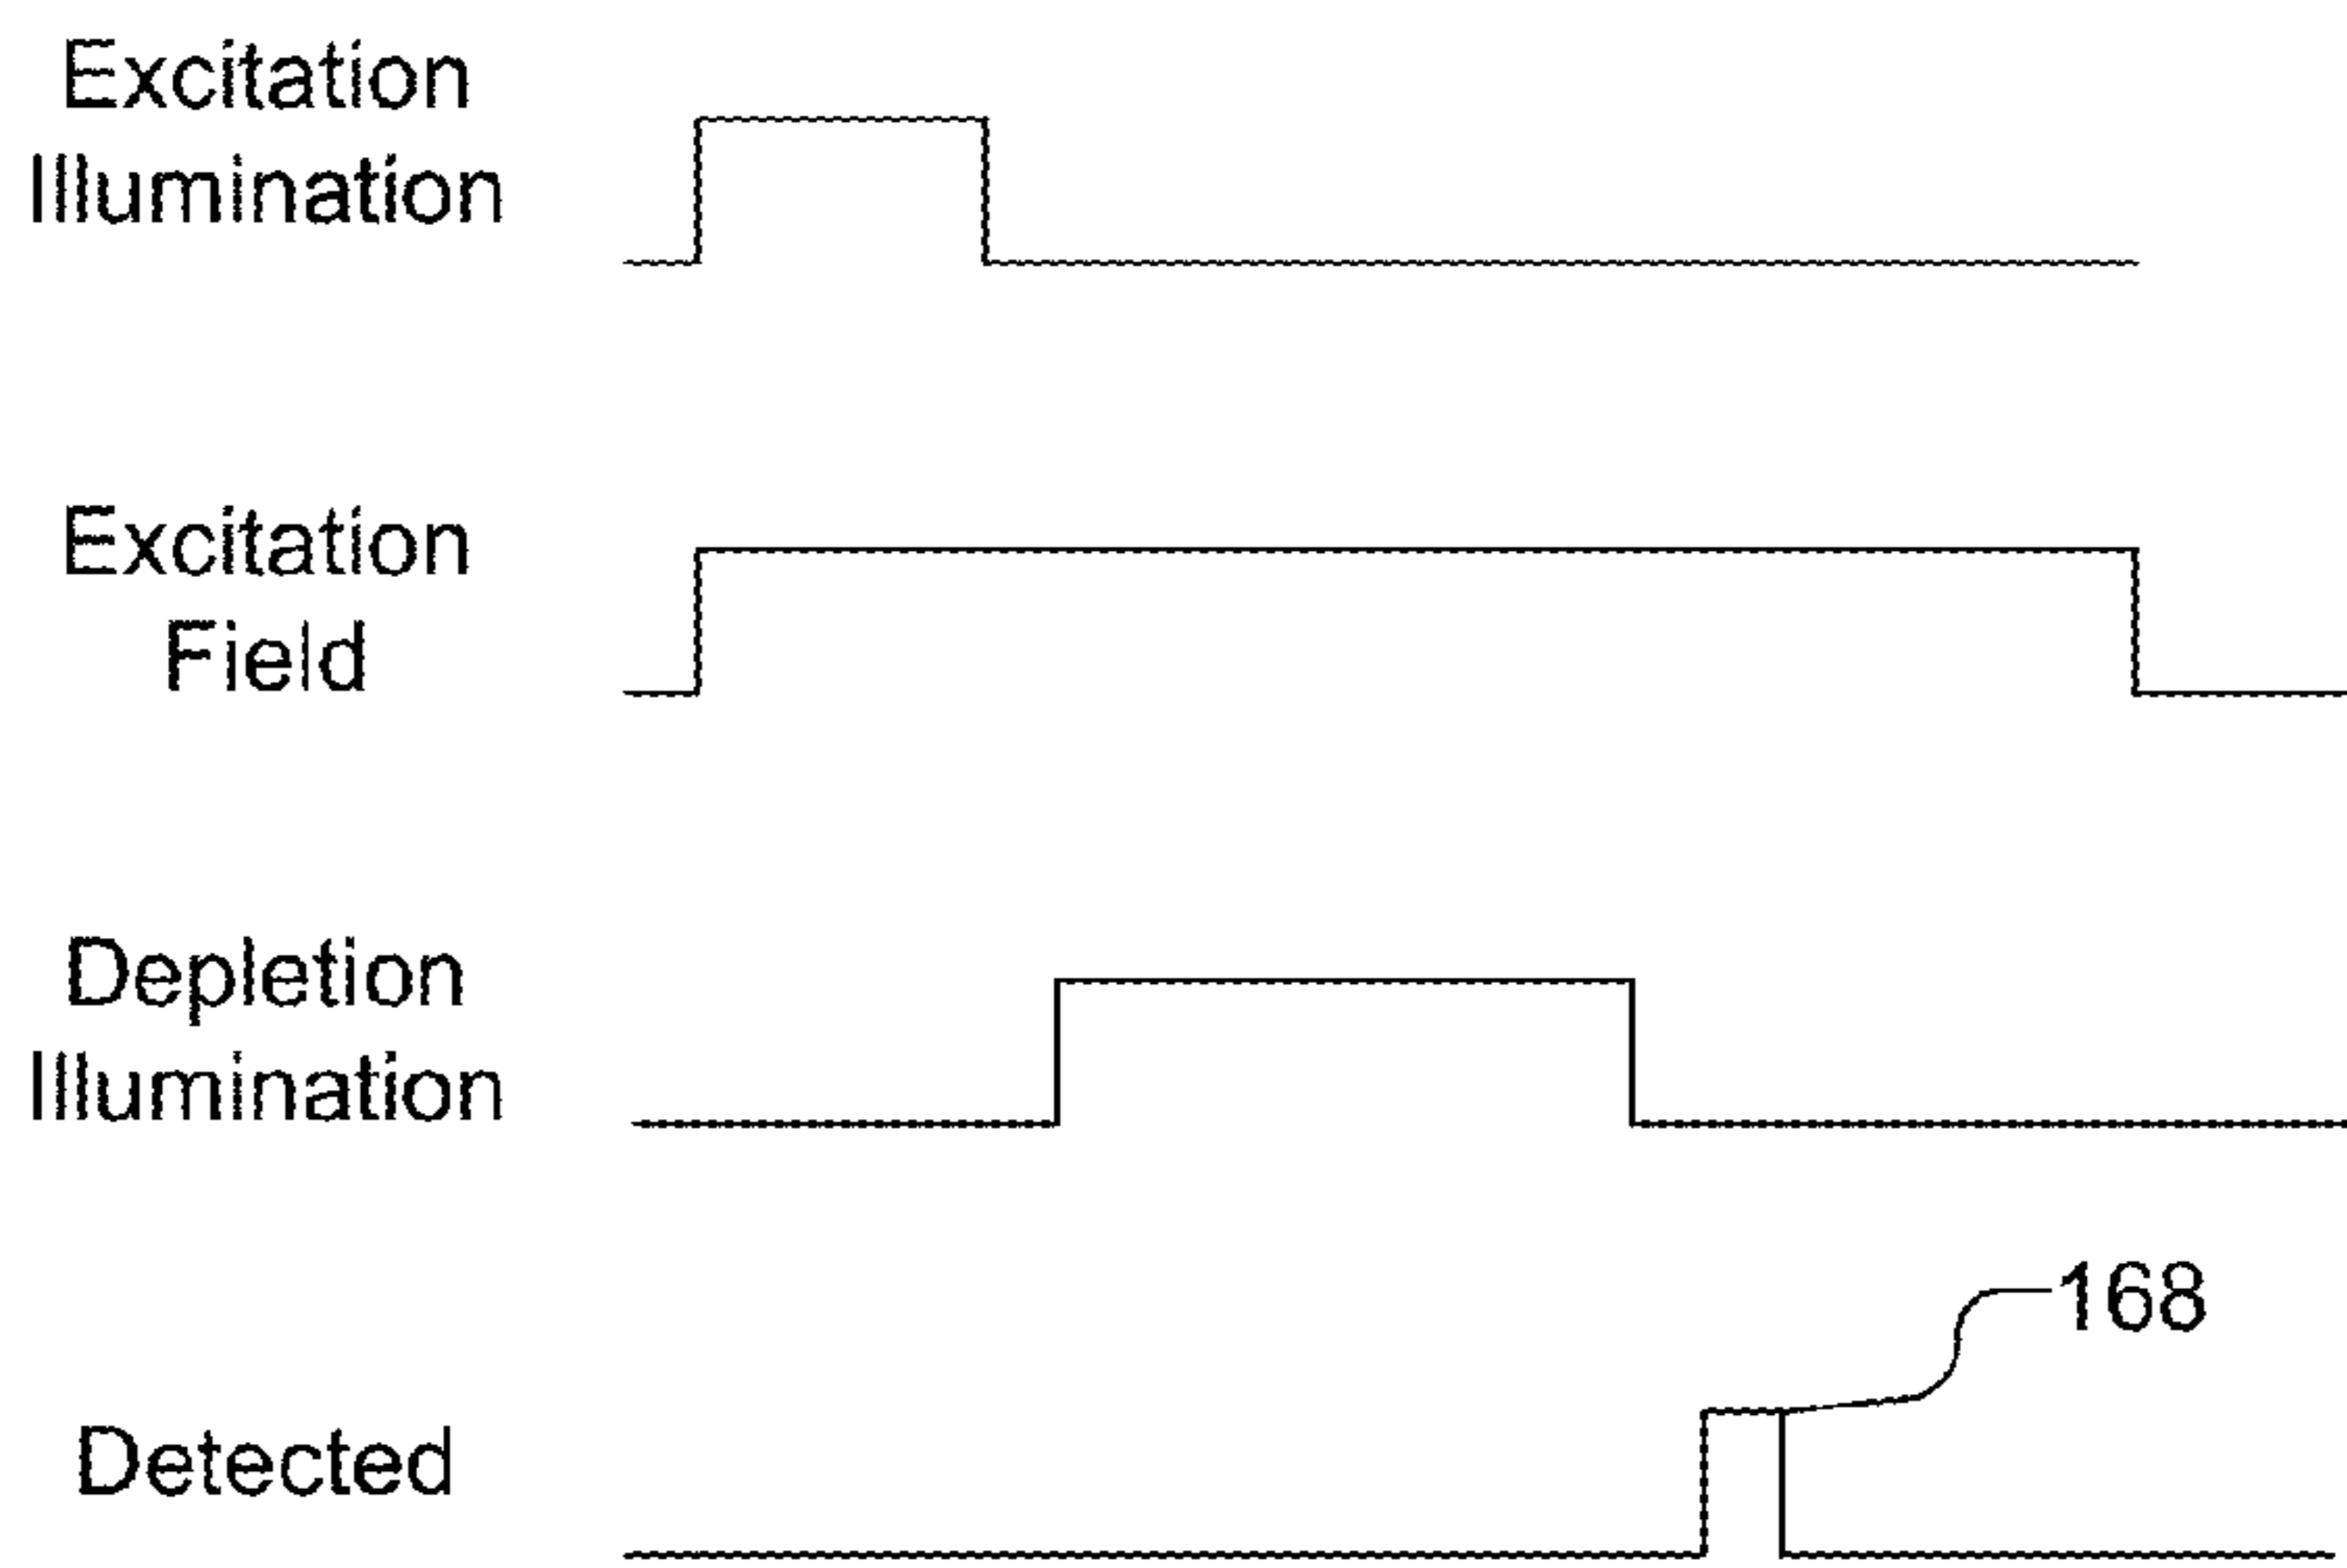 Excitation
Illumination
Excitation
Field
Depletion
Illumination
168
Detected